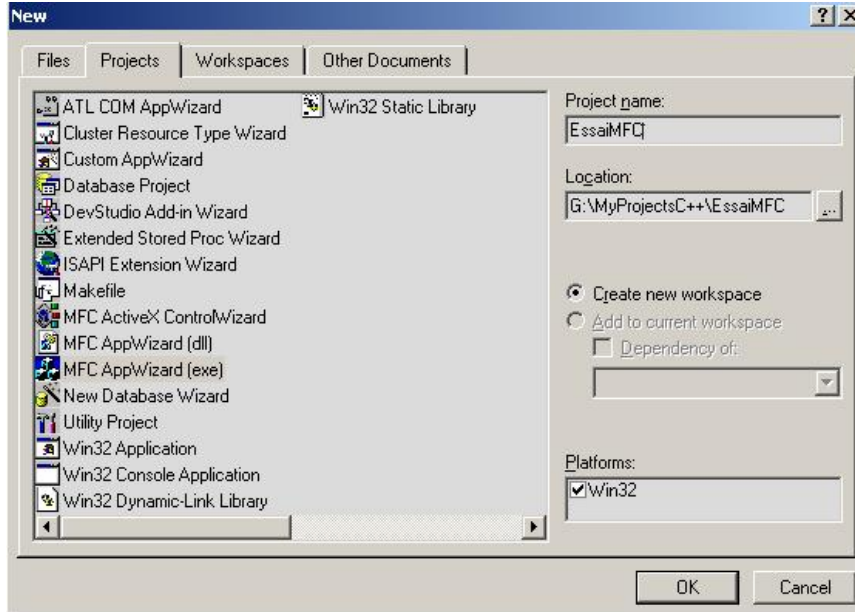 New
Files Projects Workspaces Other Documents
ATL COM AppWizard
Cluster Resource Type Wizard
Custom AppWizard
Database Project
DevStudio Add-in Wizard
Extended Stored Proc Wizard
ISAPI Extension Wizard
Makefile
MFC ActiveX ControlWizard
MFC AppWizard (dll)
MFC AppWizard (exe)
New Database Wizard
Utility Project
Win32 Application
Win32 Console Application
Win32 Dynamic-Link Library
Win32 Static Library
Project name:
EssaiMFC
Location:
G:\MyProjectsC++\EssaiMFC
...
Create new workspace
Add to current workspace
Dependency of:
Platforms:
Win32
OK Cancel